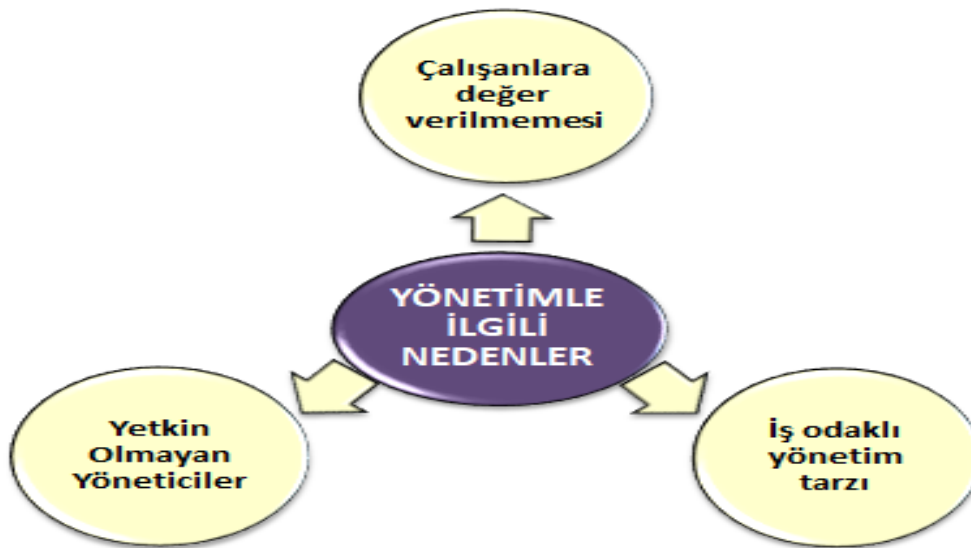 Çalışanlara
değer
verilmemesi
YÖNETİMLE
İLGİLİ
NEDENLER
Yetkin
Olmayan
Yöneticiler
İş odaklı
yönetim
tarzı